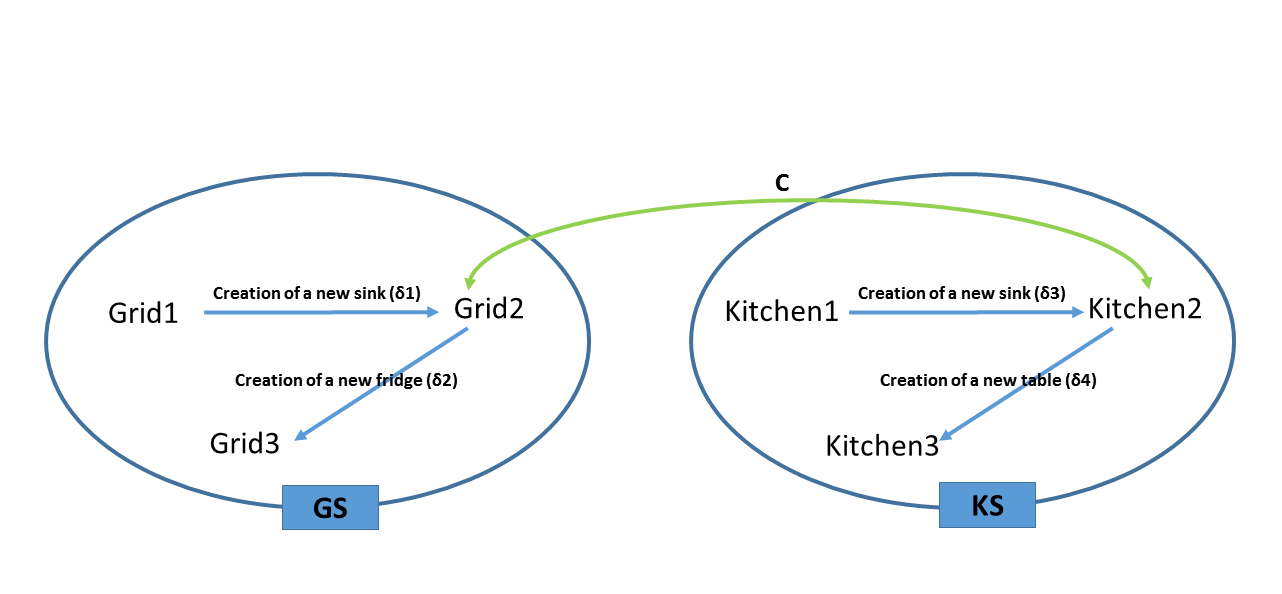 C
Creation of a new sink (δ1)
Creation of a new sink (δ3)
Grid1
Grid2
Kitchen1
Kitchen2
Creation of a new fridge (δ2)
Creation of a new table (δ4)
Grid3
Kitchen3
GS
KS